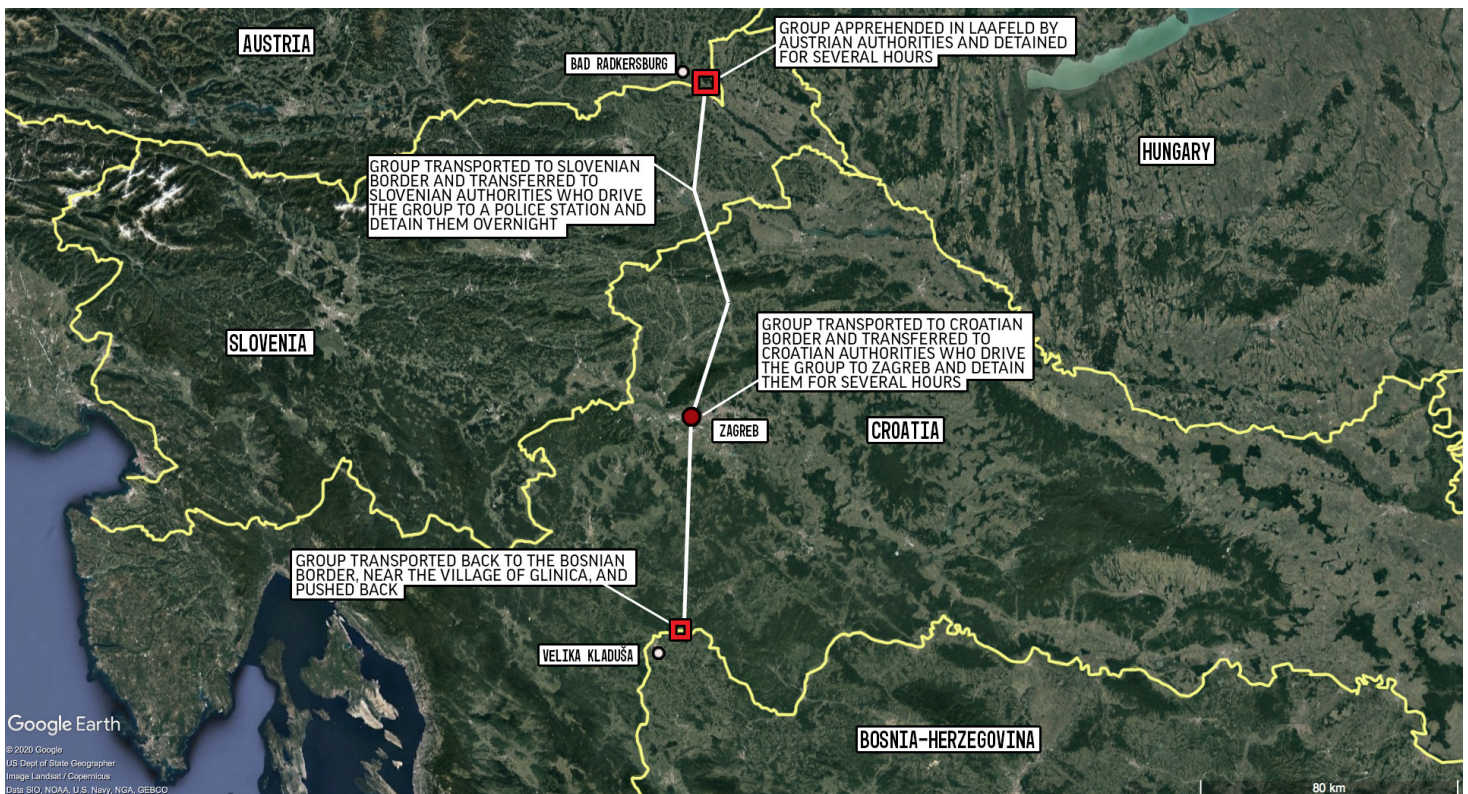 AUSTRIA
GROUP APPREHENDED IN LAAFELD BY
AUSTRIAN AUTHORITIES AND DETAINED
FOR SEVERAL HOURS
BAD RADKERSBURG
HUNGARY
GROUP TRANSPORTED TO SLOVENIAN
BORDER AND TRANSFERRED TO
SLOVENIAN AUTHORITIES WHO DRIVE
THE GROUP TO A POLICE STATION AND
DETAIN THEM OVERNIGHT
SLOVENIA
GROUP TRANSPORTED TO CROATIAN
BORDER AND TRANSFERRED TO
CROATIAN AUTHORITIES WHO DRIVE
THE GROUP TO ZAGREB AND DETAIN
THEM FOR SEVERAL HOURS
ZAGREB
CROATIA
GROUP TRANSPORTED BACK TO THE BOSNIAN
BORDER, NEAR THE VILLAGE OF GLINICA, AND
PUSHED BACK
VELIKA KLADUŠA
BOSNIA-HERZEGOVINA
Google Earth
© 2020 Google
US Dept of State Geographer
Image Landsat / Copernicus
Data SIO, NOAA, U.S. Navy, NGA, GEBCO
80 km